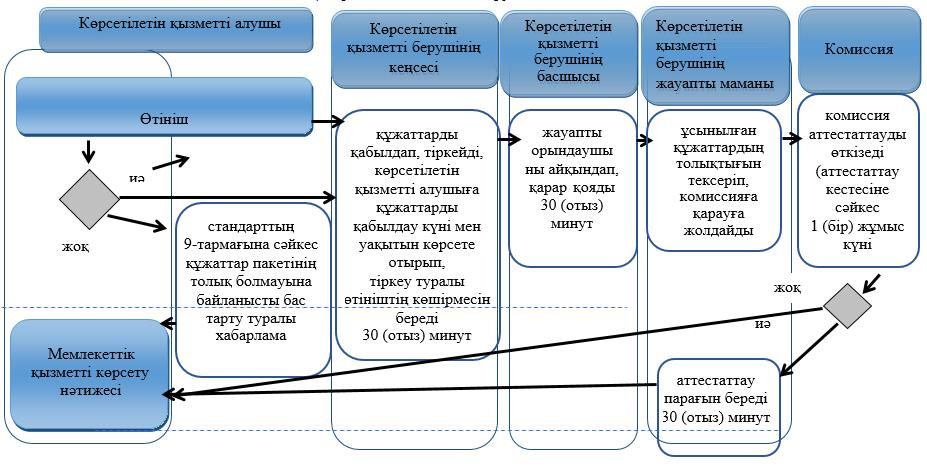 Көрсетілетін қызметті алушы
Көрсетілетін
қызметті берушінің
кеңсесі
Көрсетілетін
қызметті
берушінің
басшысы
Көрсетілетін
қызметті
берушінің
жауапты маманы
Комиссия
Өтініш
иә
жоқ
стандарттың
9-тармағына сәйкес
құжаттар пакетінің
толық болмауына
байланысты бас
тарту туралы
хабарлама
құжаттарды
қабылдап, тіркейді,
көрсетілетін
қызметті алушыға
құжаттарды
қабылдау күні мен
уақытын көрсете
отырып,
тіркеу туралы
өтініштің көшірмесін
береді
30 (отыз) минут
жауапты
орындаушы
ны айқындап,
қарар қояды
30 (отыз)
минут
ұсынылған
құжаттардың
толықтығын
тексеріп,
комиссияға
қарауға
жолдайды
комиссия
аттестаттауды
өткізеді
(аттестаттау
кестесіне
сәйкес
1 (бір) жұмыс
күні
жоқ
иә
Мемлекеттік
қызметті көрсету
нәтижесі
аттестаттау
парағын береді
30 (отыз) минут